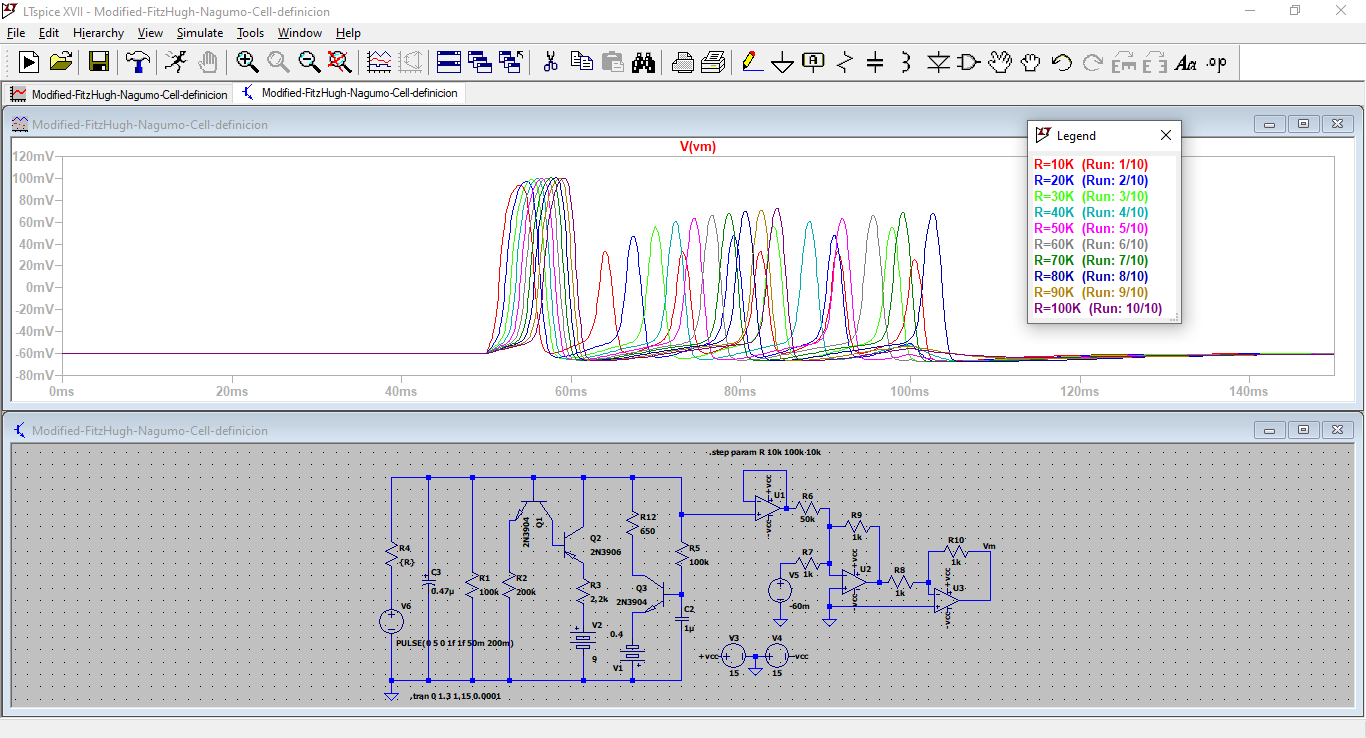 LTspice XVII - Modified-FitzHugh-Nagumo-Cell-definicion
File Edit Hierarchy View Simulate Tools Window Help
Modified-FitzHugh-Nagumo-Cell-definicion Modified-FitzHugh-Nagumo-Cell-definicion
Modified-FitzHugh-Nagumo-Cell-definicion
V(vm)
120mV
100mV
80mV
60mV
40mV
20mV
0mV
-20mV
-40mV
-60mV
-80mV
0ms 20ms 40ms 60ms 80ms 100ms 120ms 140ms
Legend
R=10K (Run: 1/10)
R=20K (Run: 2/10)
R=30K (Run: 3/10)
R=40K (Run: 4/10)
R=50K (Run: 5/10)
R=60K (Run: 6/10)
R=70K (Run: 7/10)
R=80K (Run: 8/10)
R=90K (Run: 9/10)
R=100K (Run: 10/10)
Modified-FitzHugh-Nagumo-Cell-definicion
.step param R 10k 100k 10k
R4
{R}
V6
PULSE(0 5 0 1f 1f 50m 200m)
C3
0.47µ
R1
100k
R2
200k
2N3904
Q1
Q2
2N3906
R3
2.2k
V2
9
R12
650
Q3
2N3904
0.4
V1
R5
100k
C2
1µ
+vcc
U1
-vcc
R6
50k
R7
1k
V5
-60m
R9
1k
+vcc
U2
-vcc
R8
1k
R10
1k
Vm
+vcc
U3
-vcc
V3
V4
+vcc
-vcc
15
15
.tran 0 1.3 1.15 0.0001